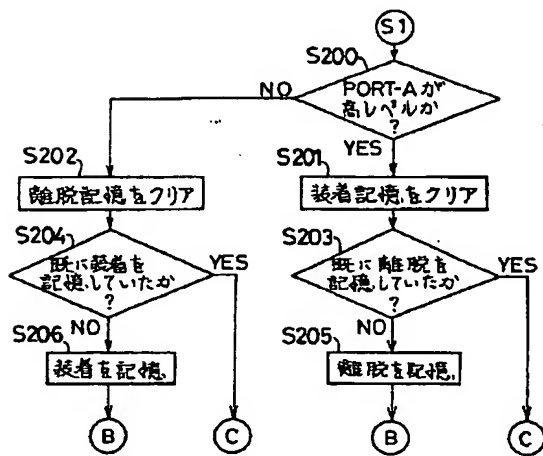 S1
S200
PORT-Aが
高レベルか
?
NO
YES
S202
離脱記憶をクリア
S201
装着記憶をクリア
S204
既に装着を
記憶していたか
?
YES
NO
S203
既に離脱を
記憶していたか
?
YES
NO
S206
装着を記憶
S205
離脱を記憶
B
C
B
C